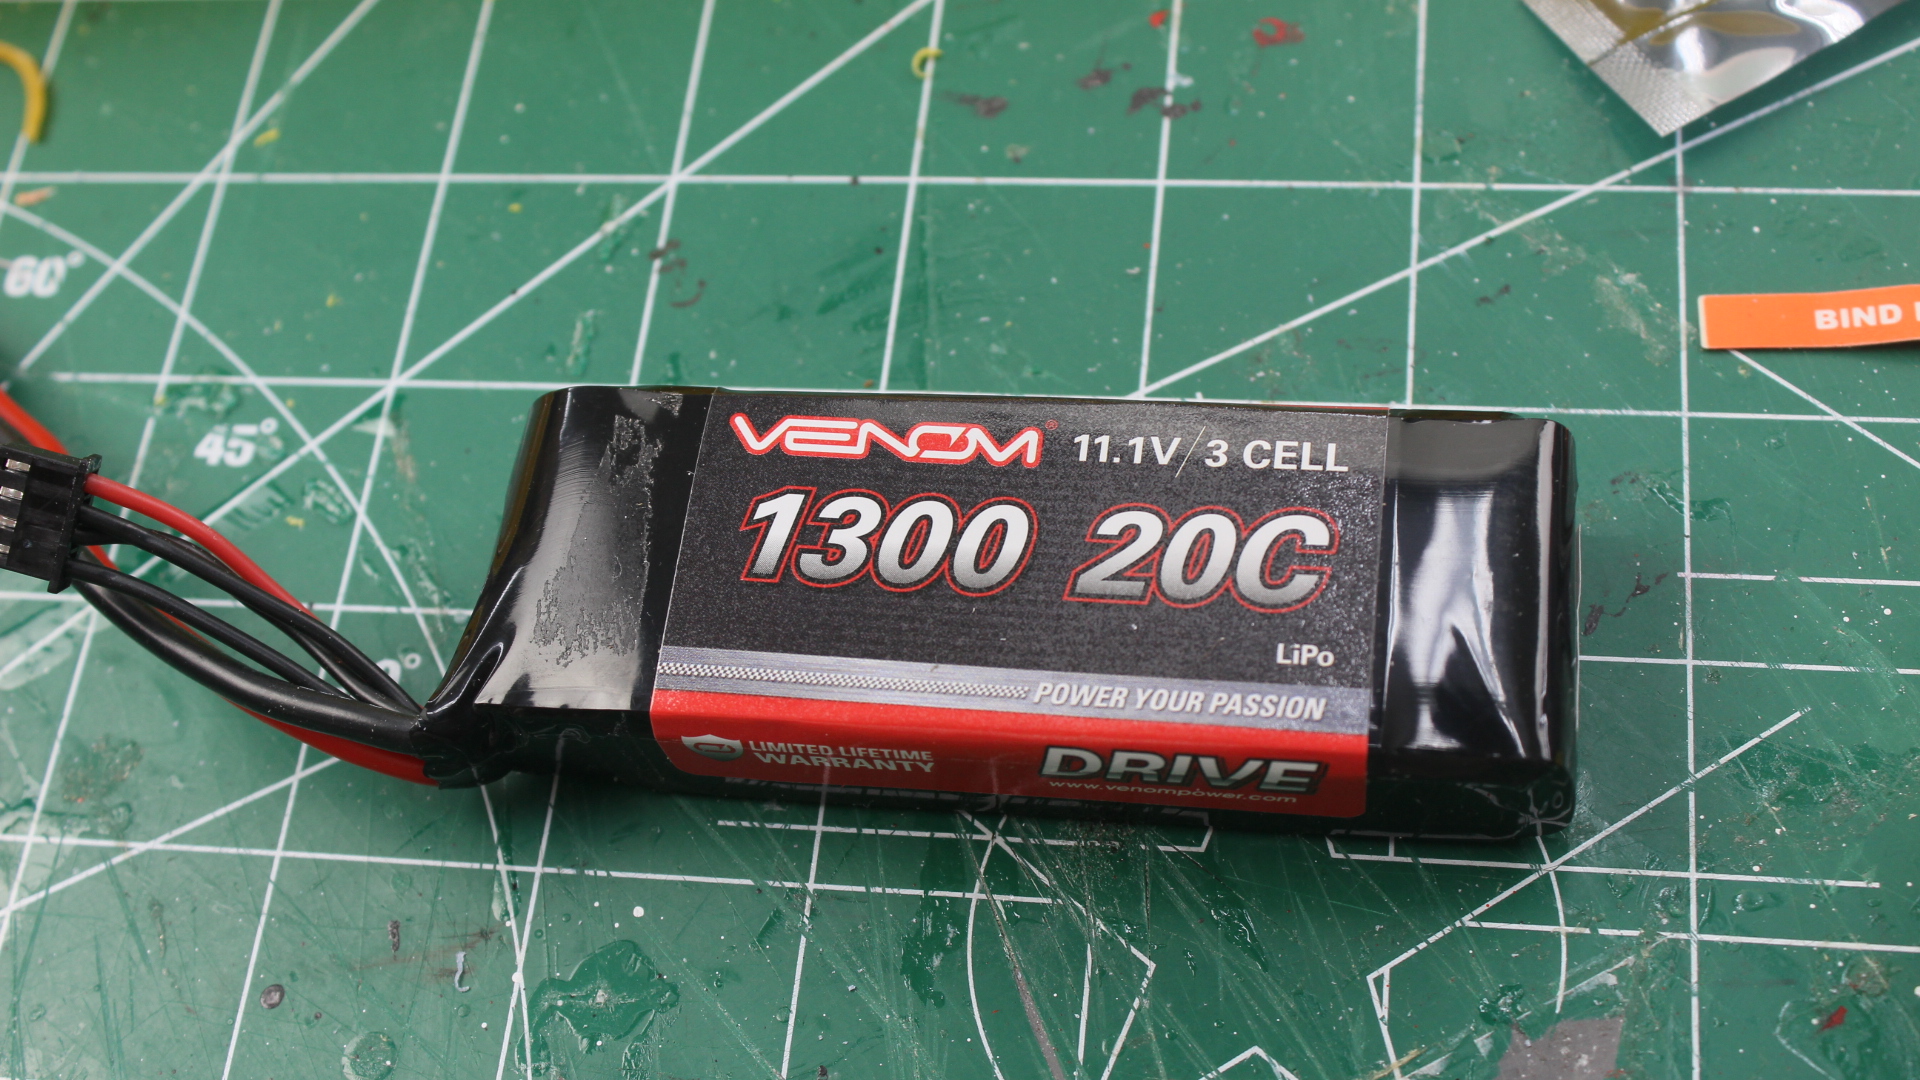 BIND
60°
45°
VENOM® 11.1V/3 CELL
1300 20C
LiPo
POWER YOUR PASSION
LIMITED LIFETIME
WARRANTY
DRIVE
www.venompower.com